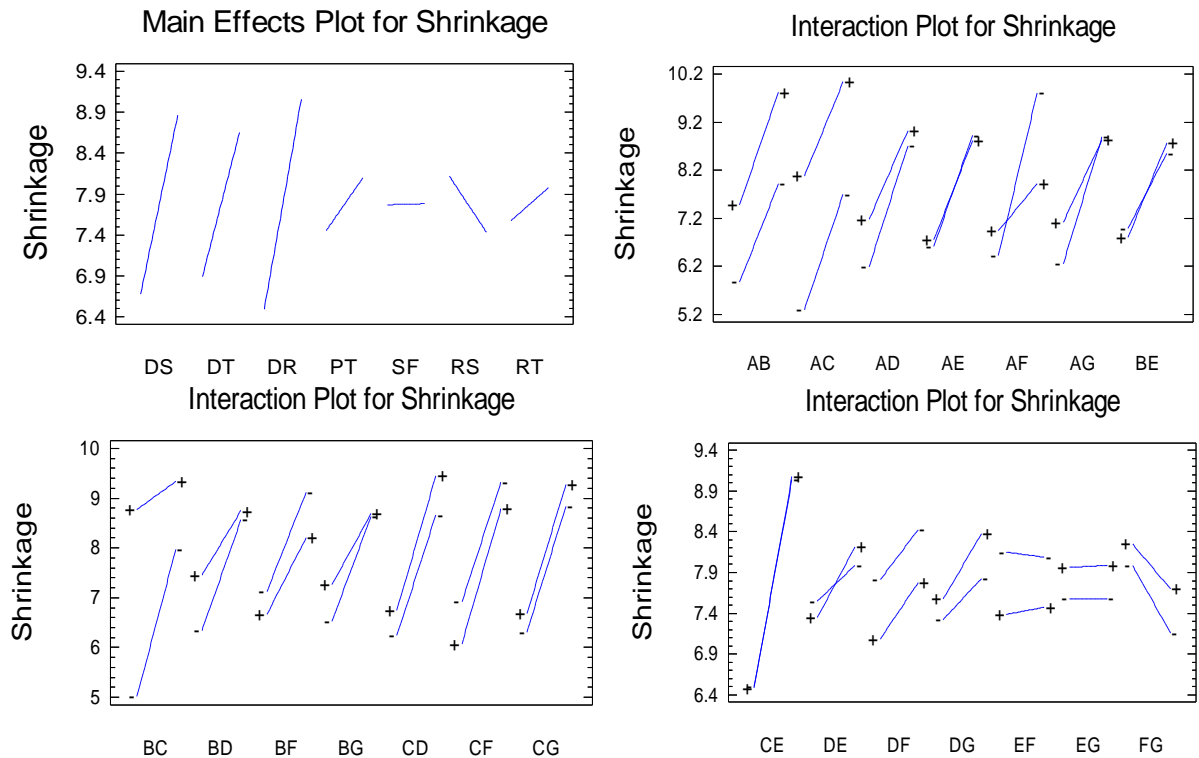 Main Effects Plot for Shrinkage
Shrinkage
9.4
8.9
8.4
7.9
7.4
6.9
6.4
DS DT DR PT SF RS RT
Interaction Plot for Shrinkage
Shrinkage
10.2
9.2
8.2
7.2
6.2
5.2
AB AC AD AE AF AG BE
Interaction Plot for Shrinkage
Shrinkage
10
9
8
7
6
5
BC BD BF BG CD CF CG
Interaction Plot for Shrinkage
Shrinkage
9.4
8.9
8.4
7.9
7.4
6.9
6.4
CE DE DF DG EF EG FG